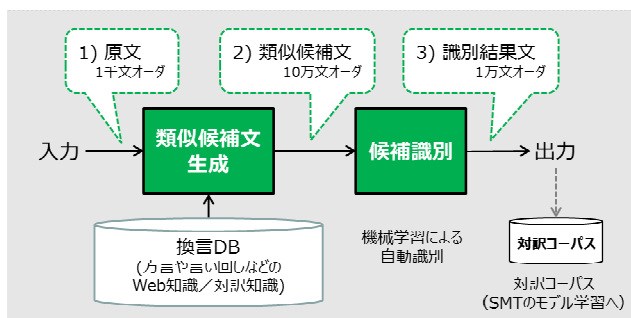 1) 原文
1千文オーダ
2) 類似候補文
10万文オーダ
3) 識別結果文
1万文オーダ
入力
類似候補文
生成
候補識別
出力
換言DB
(方言や言い回しなどの
Web知識／対訳知識)
機械学習による
自動識別
対訳コーパス
対訳コーパス
(SMTのモデル学習へ)